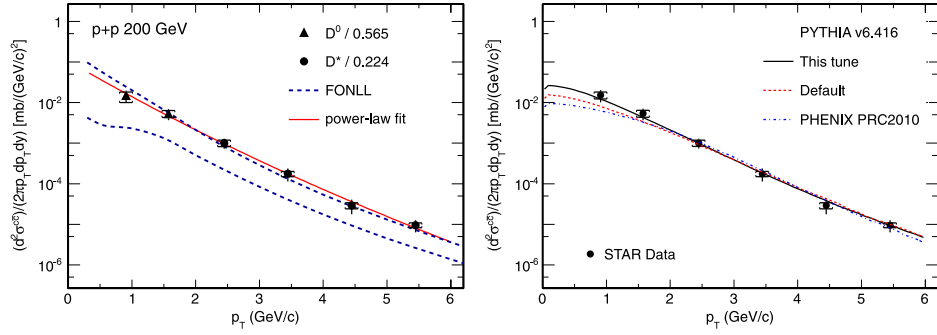 p+p 200 GeV
D⁰ / 0.565
D* / 0.224
FONLL
power-law fit
(d²σ^cc̄)/(2πp_T dp_T dy) [mb/(GeV/c)²]
1
10⁻²
10⁻⁴
10⁻⁶
0 1 2 3 4 5 6
p_T (GeV/c)
PYTHIA v6.416
This tune
Default
PHENIX PRC2010
STAR Data
(d²σ^cc̄)/(2πp_T dp_T dy) [mb/(GeV/c)²]
1
10⁻²
10⁻⁴
10⁻⁶
0 1 2 3 4 5 6
p_T (GeV/c)